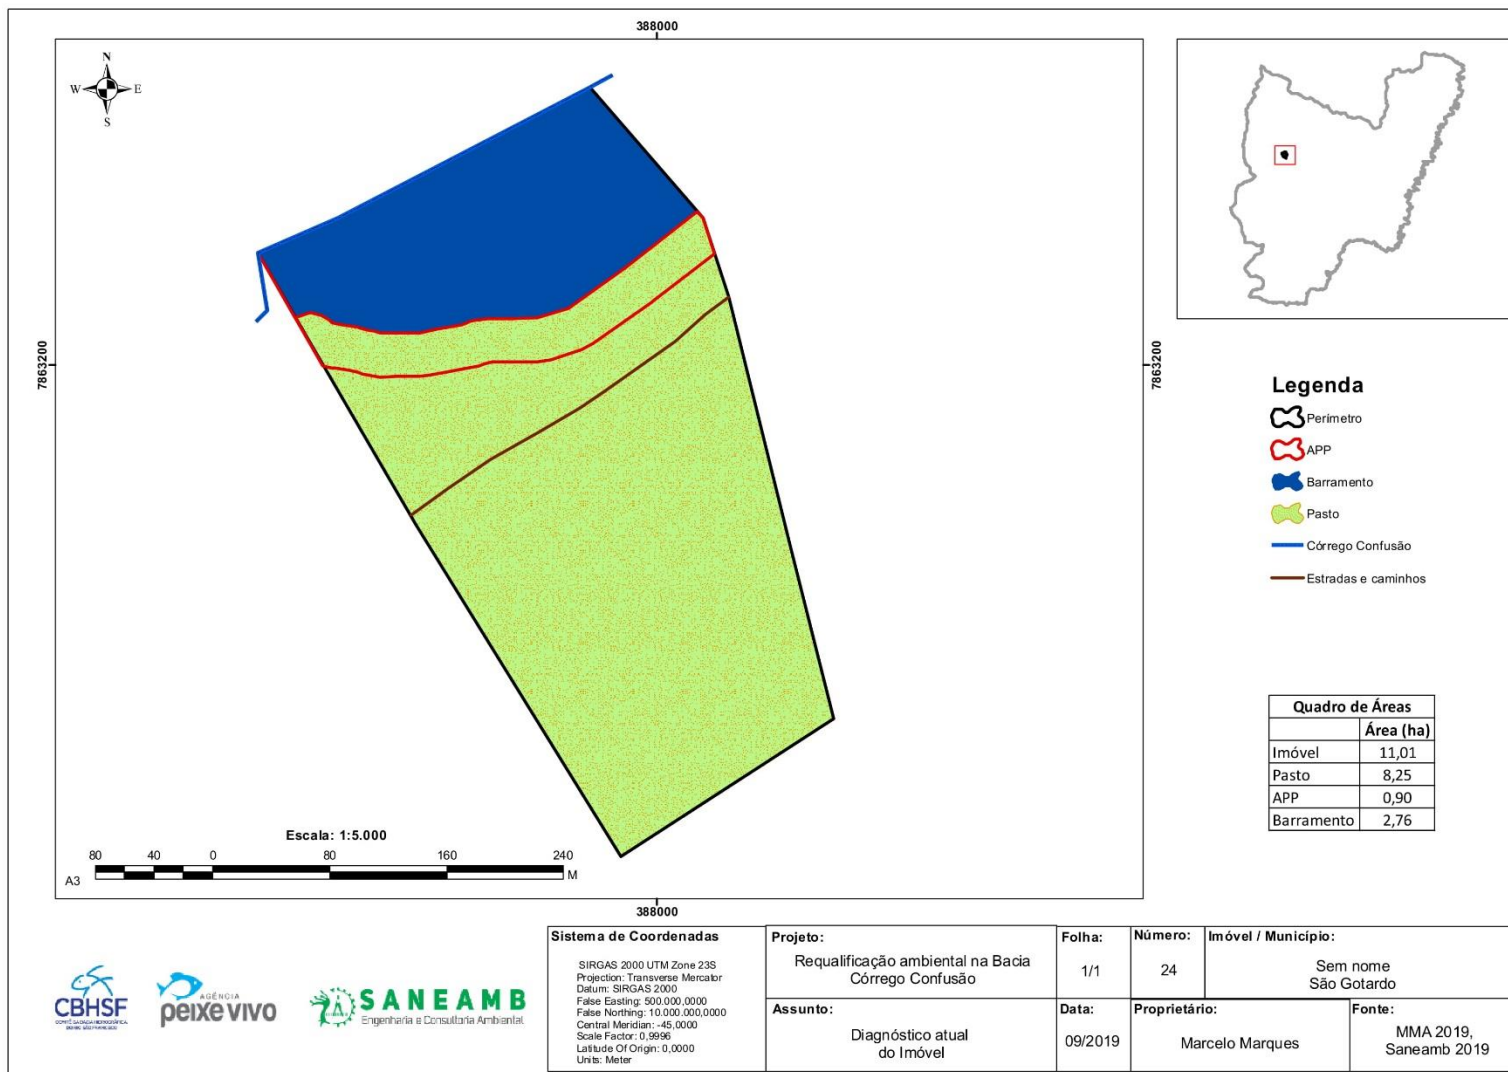 388000
N
W E
S
7863200
7863200
Legenda
Perímetro
APP
Barramento
Pasto
Córrego Confusão
Estradas e caminhos
Quadro de Áreas
Área (ha)
Imóvel 11,01
Pasto 8,25
APP 0,90
Barramento 2,76
Escala: 1:5.000
80 40 0 80 160 240
A3 M
388000
CBHSF
AGÊNCIA
peixe vivo
SANEAMB
Engenharia e Consultoria Ambiental
Sistema de Coordenadas
SIRGAS 2000 UTM Zone 23S
Projection: Transverse Mercator
Datum: SIRGAS 2000
False Easting: 500.000,0000
False Northing: 10.000.000,0000
Central Meridian: -45,0000
Scale Factor: 0,9996
Latitude Of Origin: 0,0000
Units: Meter
Projeto:
Requalificação ambiental na Bacia
Córrego Confusão
Assunto:
Diagnóstico atual
do Imóvel
Folha:
1/1
Número:
24
Imóvel / Município:
Sem nome
São Gotardo
Data:
09/2019
Proprietário:
Marcelo Marques
Fonte:
MMA 2019,
Saneamb 2019